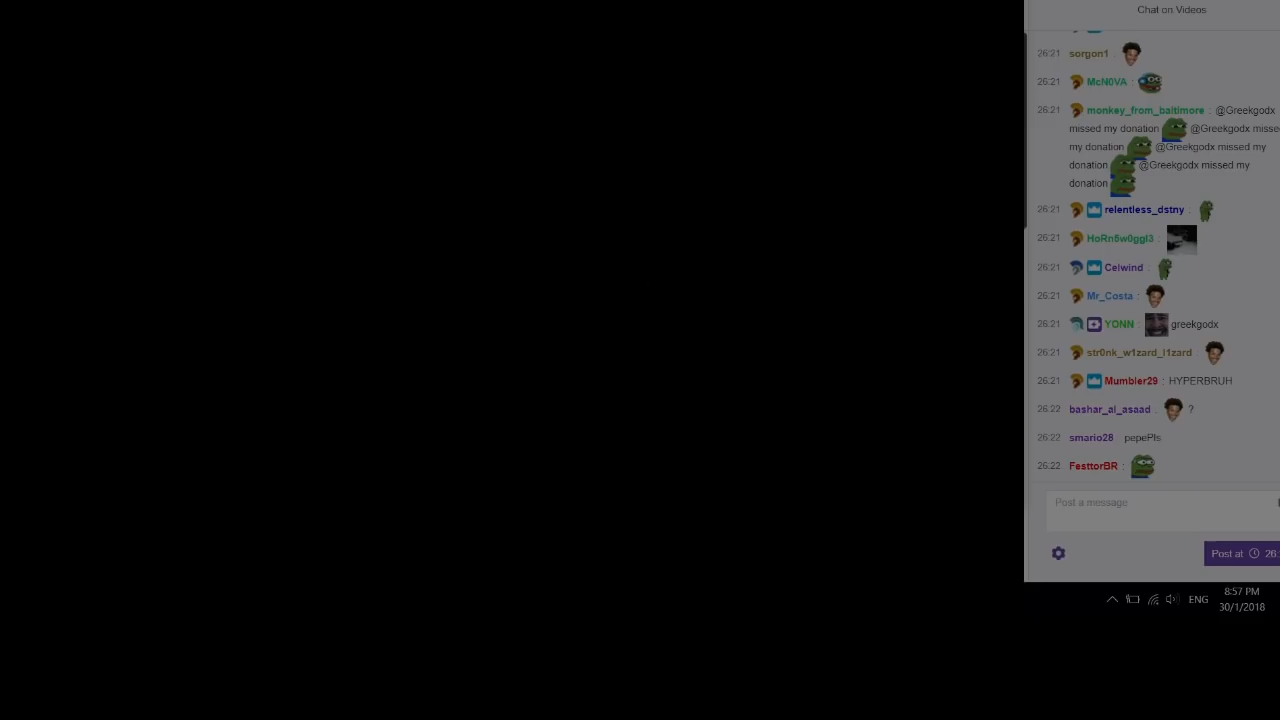 Chat on Videos
26:21 sorgon1 :
26:21 McN0VA :
26:21 monkey_from_baltimore : @Greekgodx
missed my donation @Greekgodx misse
my donation @Greekgodx missed my
donation @Greekgodx missed my
donation
26:21 relentless_dstny :
26:21 HoRn5w0ggl3 :
26:21 Celwind :
26:21 Mr_Costa :
26:21 YONN : greekgodx
26:21 str0nk_w1zard_l1zard :
26:21 Mumbler29 : HYPERBRUH
26:22 bashar_al_asaad : ?
26:22 smario28 : pepePls
26:22 FesttorBR :
Post a message
Post at 26:
ENG
8:57 PM
30/1/2018